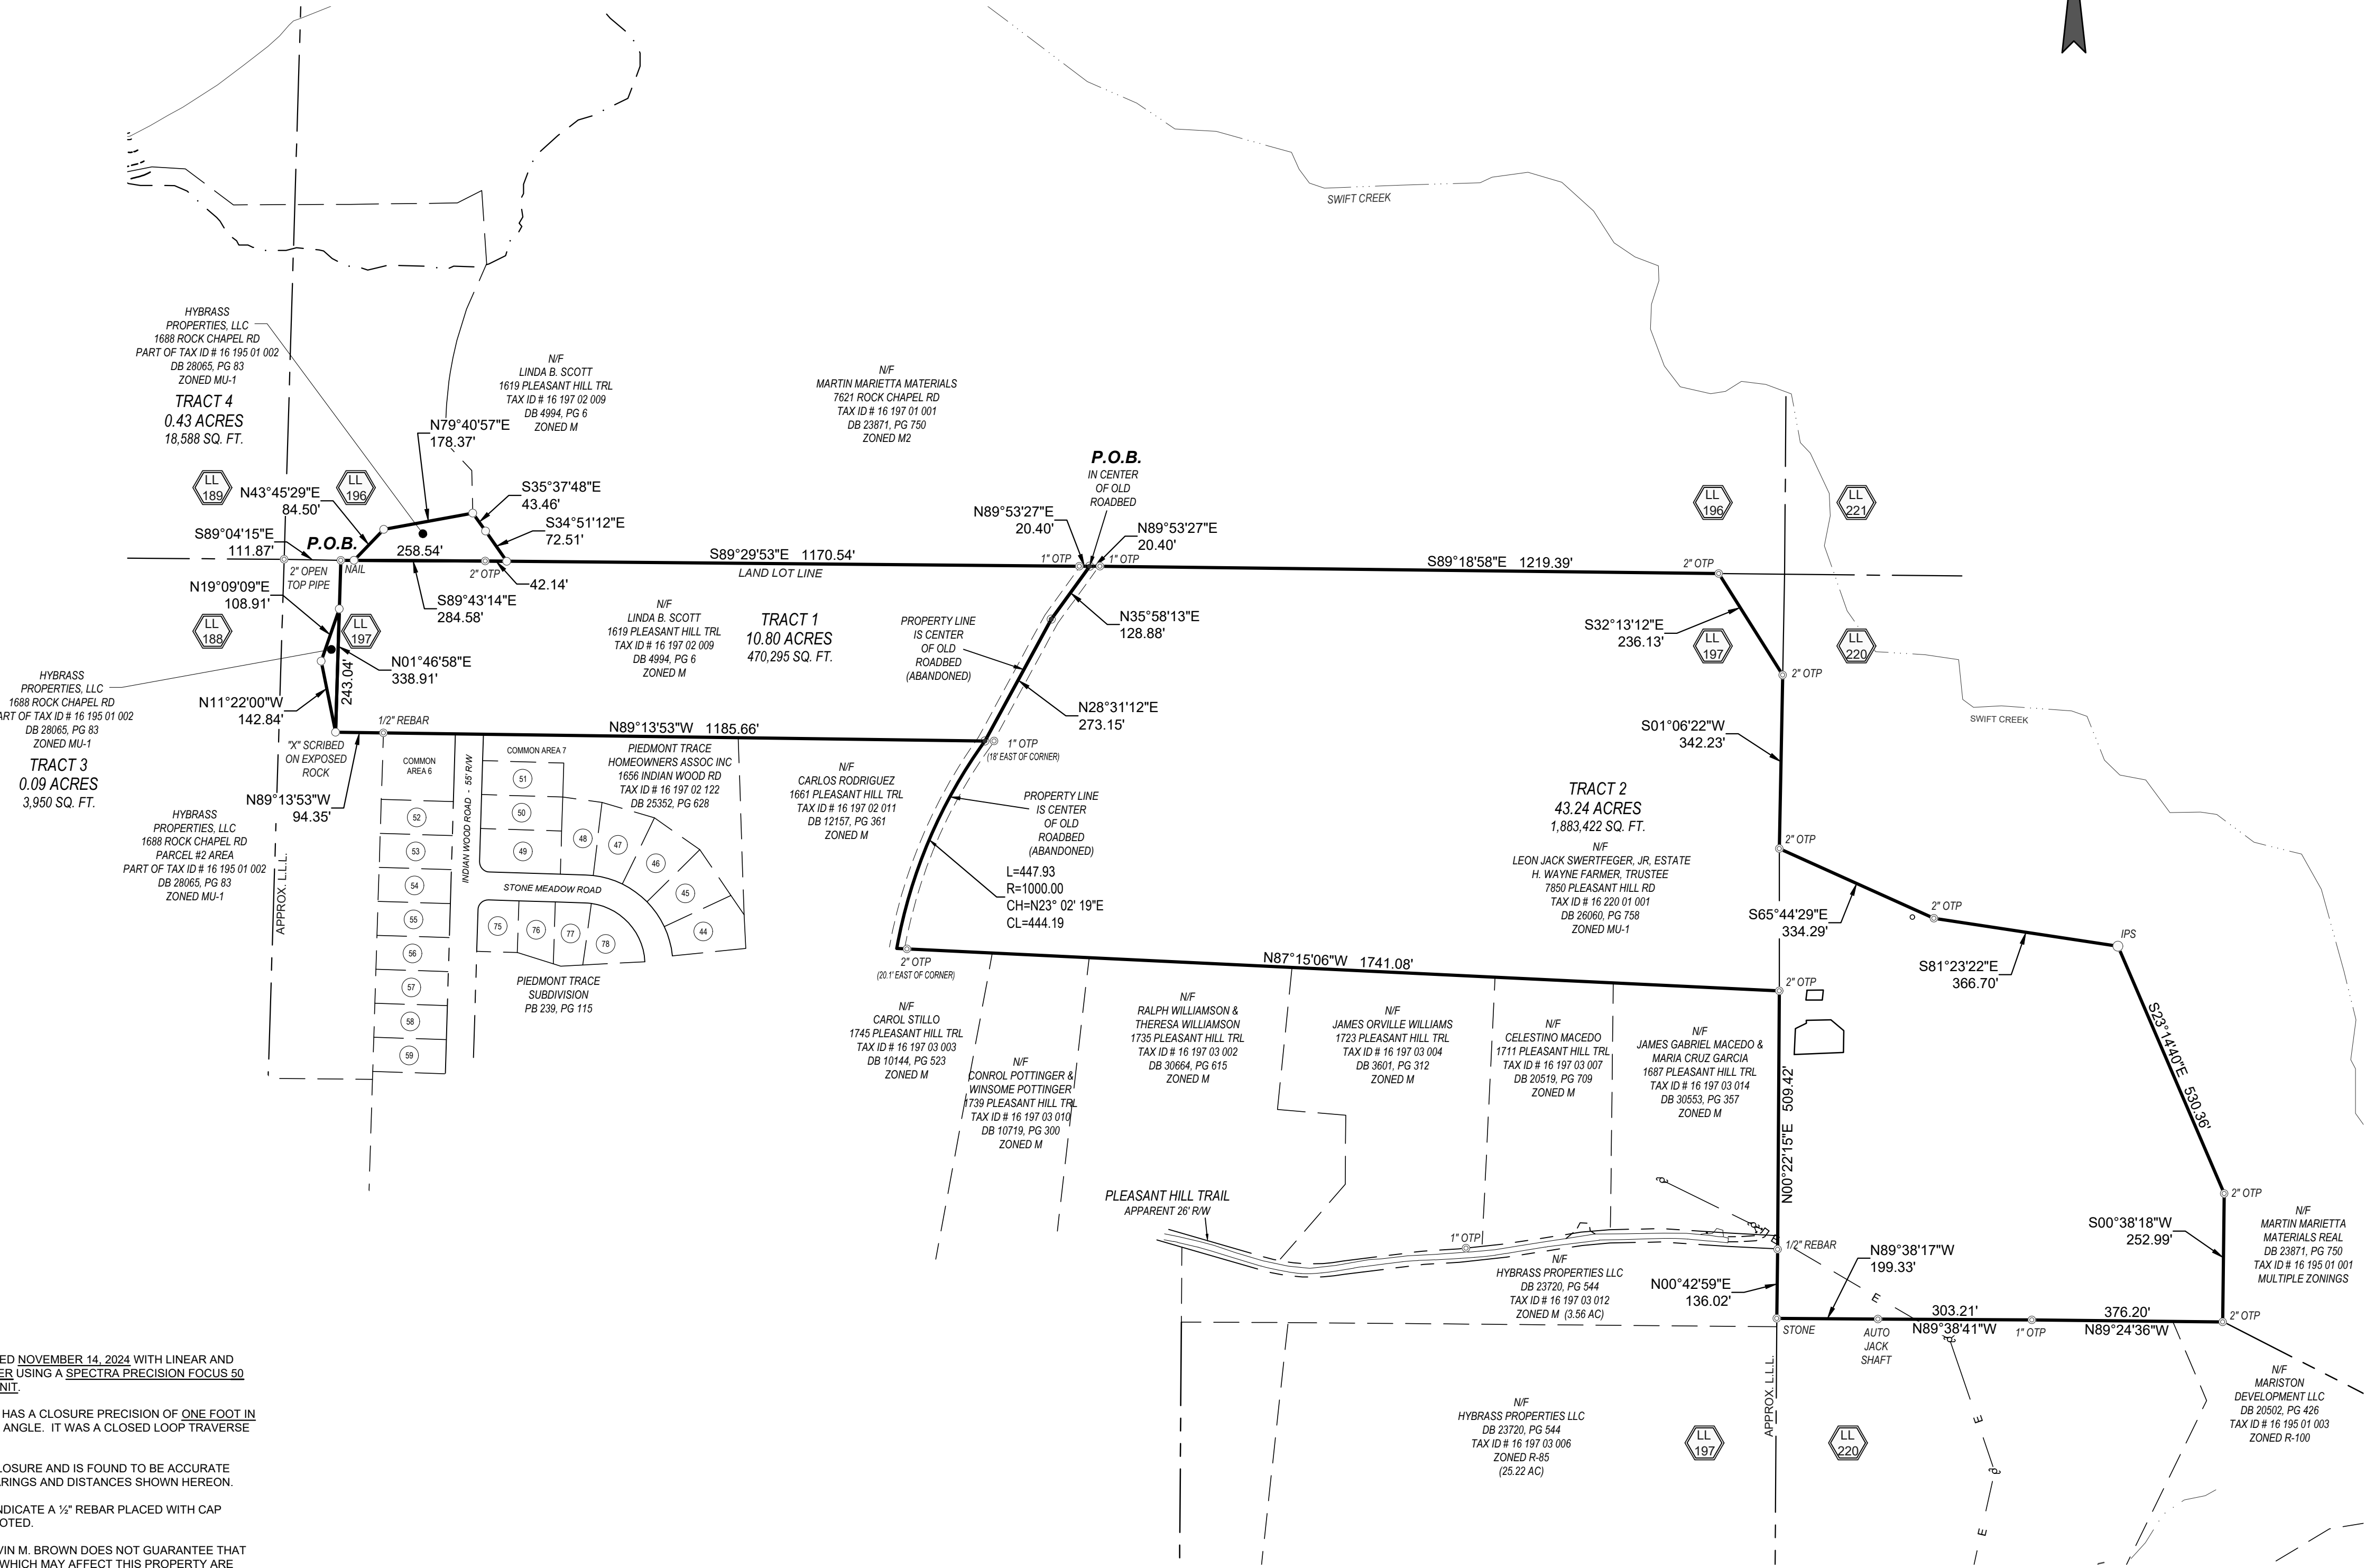 SWIFT CREEK
HYBRASS
PROPERTIES, LLC
1688 ROCK CHAPEL RD
PART OF TAX ID # 16 195 01 002
DB 28065, PG 83
ZONED MU-1
TRACT 4
0.43 ACRES
18,588 SQ. FT.
N/F
LINDA B. SCOTT
1619 PLEASANT HILL TRL
TAX ID # 16 197 02 009
DB 4994, PG 6
ZONED M
N/F
MARTIN MARIETTA MATERIALS
7621 ROCK CHAPEL RD
TAX ID # 16 197 01 001
DB 23871, PG 750
ZONED M2
N79°40'57"E
178.37'
LL
189
LL
196
N43°45'29"E
84.50'
S35°37'48"E
43.46'
S34°51'12"E
72.51'
S89°04'15"E
111.87'
P.O.B.
258.54'
2" OPEN
TOP PIPE
NAIL
2" OTP
42.14'
S89°43'14"E
284.58'
S89°29'53"E 1170.54'
LAND LOT LINE
P.O.B.
IN CENTER
OF OLD
ROADBED
N89°53'27"E
20.40'
N89°53'27"E
20.40'
1" OTP
1" OTP
S89°18'58"E 1219.39'
2" OTP
LL
196
LL
221
S32°13'12"E
236.13'
LL
197
LL
220
2" OTP
SWIFT CREEK
N19°09'09"E
108.91'
LL
188
LL
197
N01°46'58"E
338.91'
243.04'
N11°22'00"W
142.84'
HYBRASS
PROPERTIES, LLC
1688 ROCK CHAPEL RD
ART OF TAX ID # 16 195 01 002
DB 28065, PG 83
ZONED MU-1
TRACT 3
0.09 ACRES
3,950 SQ. FT.
N/F
LINDA B. SCOTT
1619 PLEASANT HILL TRL
TAX ID # 16 197 02 009
DB 4994, PG 6
ZONED M
TRACT 1
10.80 ACRES
470,295 SQ. FT.
PROPERTY LINE
IS CENTER
OF OLD
ROADBED
(ABANDONED)
N35°58'13"E
128.88'
N28°31'12"E
273.15'
1" OTP
(18' EAST OF CORNER)
1/2" REBAR
N89°13'53"W 1185.66'
"X" SCRIBED
ON EXPOSED
ROCK
N89°13'53"W
94.35'
HYBRASS
PROPERTIES, LLC
1688 ROCK CHAPEL RD
PARCEL #2 AREA
PART OF TAX ID # 16 195 01 002
DB 28065, PG 83
ZONED MU-1
APPROX. L.L.L.
COMMON
AREA 6
INDIAN WOOD ROAD - 55' R/W
COMMON AREA 7
PIEDMONT TRACE
HOMEOWNERS ASSOC INC
1656 INDIAN WOOD RD
TAX ID # 16 197 02 122
DB 25352, PG 628
51
50
49
48
47
46
45
44
52
53
54
55
56
57
58
59
STONE MEADOW ROAD
75
76
77
78
PIEDMONT TRACE
SUBDIVISION
PB 239, PG 115
N/F
CARLOS RODRIGUEZ
1661 PLEASANT HILL TRL
TAX ID # 16 197 02 011
DB 12157, PG 361
ZONED M
PROPERTY LINE
IS CENTER
OF OLD
ROADBED
(ABANDONED)
L=447.93
R=1000.00
CH=N23° 02' 19"E
CL=444.19
2" OTP
(20.1' EAST OF CORNER)
N87°15'06"W 1741.08'
S01°06'22"W
342.23'
TRACT 2
43.24 ACRES
1,883,422 SQ. FT.
N/F
LEON JACK SWERTFEGER, JR, ESTATE
H. WAYNE FARMER, TRUSTEE
7850 PLEASANT HILL RD
TAX ID # 16 220 01 001
DB 26060, PG 758
ZONED MU-1
2" OTP
S65°44'29"E
334.29'
2" OTP
S81°23'22"E
366.70'
IPS
S23°14'40"E 530.36'
2" OTP
N00°22'15"E 509.42'
N/F
CAROL STILLO
1745 PLEASANT HILL TRL
TAX ID # 16 197 03 003
DB 10144, PG 523
ZONED M
N/F
CONROL POTTINGER &
WINSOME POTTINGER
1739 PLEASANT HILL TRL
TAX ID # 16 197 03 010
DB 10719, PG 300
ZONED M
N/F
RALPH WILLIAMSON &
THERESA WILLIAMSON
1735 PLEASANT HILL TRL
TAX ID # 16 197 03 002
DB 30664, PG 615
ZONED M
N/F
JAMES ORVILLE WILLIAMS
1723 PLEASANT HILL TRL
TAX ID # 16 197 03 004
DB 3601, PG 312
ZONED M
N/F
CELESTINO MACEDO
1711 PLEASANT HILL TRL
TAX ID # 16 197 03 007
DB 20519, PG 709
ZONED M
N/F
JAMES GABRIEL MACEDO &
MARIA CRUZ GARCIA
1687 PLEASANT HILL TRL
TAX ID # 16 197 03 014
DB 30553, PG 357
ZONED M
PLEASANT HILL TRAIL
APPARENT 26' R/W
1" OTP
1/2" REBAR
N/F
HYBRASS PROPERTIES LLC
DB 23720, PG 544
TAX ID # 16 197 03 012
ZONED M (3.56 AC)
N00°42'59"E
136.02'
N89°38'17"W
199.33'
E
2" OTP
S00°38'18"W
252.99'
N/F
MARTIN MARIETTA
MATERIALS REAL
DB 23871, PG 750
TAX ID # 16 195 01 001
MULTIPLE ZONINGS
STONE
AUTO
JACK
SHAFT
303.21'
N89°38'41"W
1" OTP
376.20'
N89°24'36"W
2" OTP
APPROX. L.L.L.
N/F
HYBRASS PROPERTIES LLC
DB 23720, PG 544
TAX ID # 16 197 03 006
ZONED R-85
(25.22 AC)
LL
197
LL
220
E
E
E
N/F
MARISTON
DEVELOPMENT LLC
DB 20502, PG 426
TAX ID # 16 195 01 003
ZONED R-100
ED NOVEMBER 14, 2024 WITH LINEAR AND
ER USING A SPECTRA PRECISION FOCUS 50
NIT.
HAS A CLOSURE PRECISION OF ONE FOOT IN
ANGLE. IT WAS A CLOSED LOOP TRAVERSE
LOSURE AND IS FOUND TO BE ACCURATE
ARINGS AND DISTANCES SHOWN HEREON.
NDICATE A ½" REBAR PLACED WITH CAP
OTED.
VIN M. BROWN DOES NOT GUARANTEE THAT
WHICH MAY AFFECT THIS PROPERTY ARE